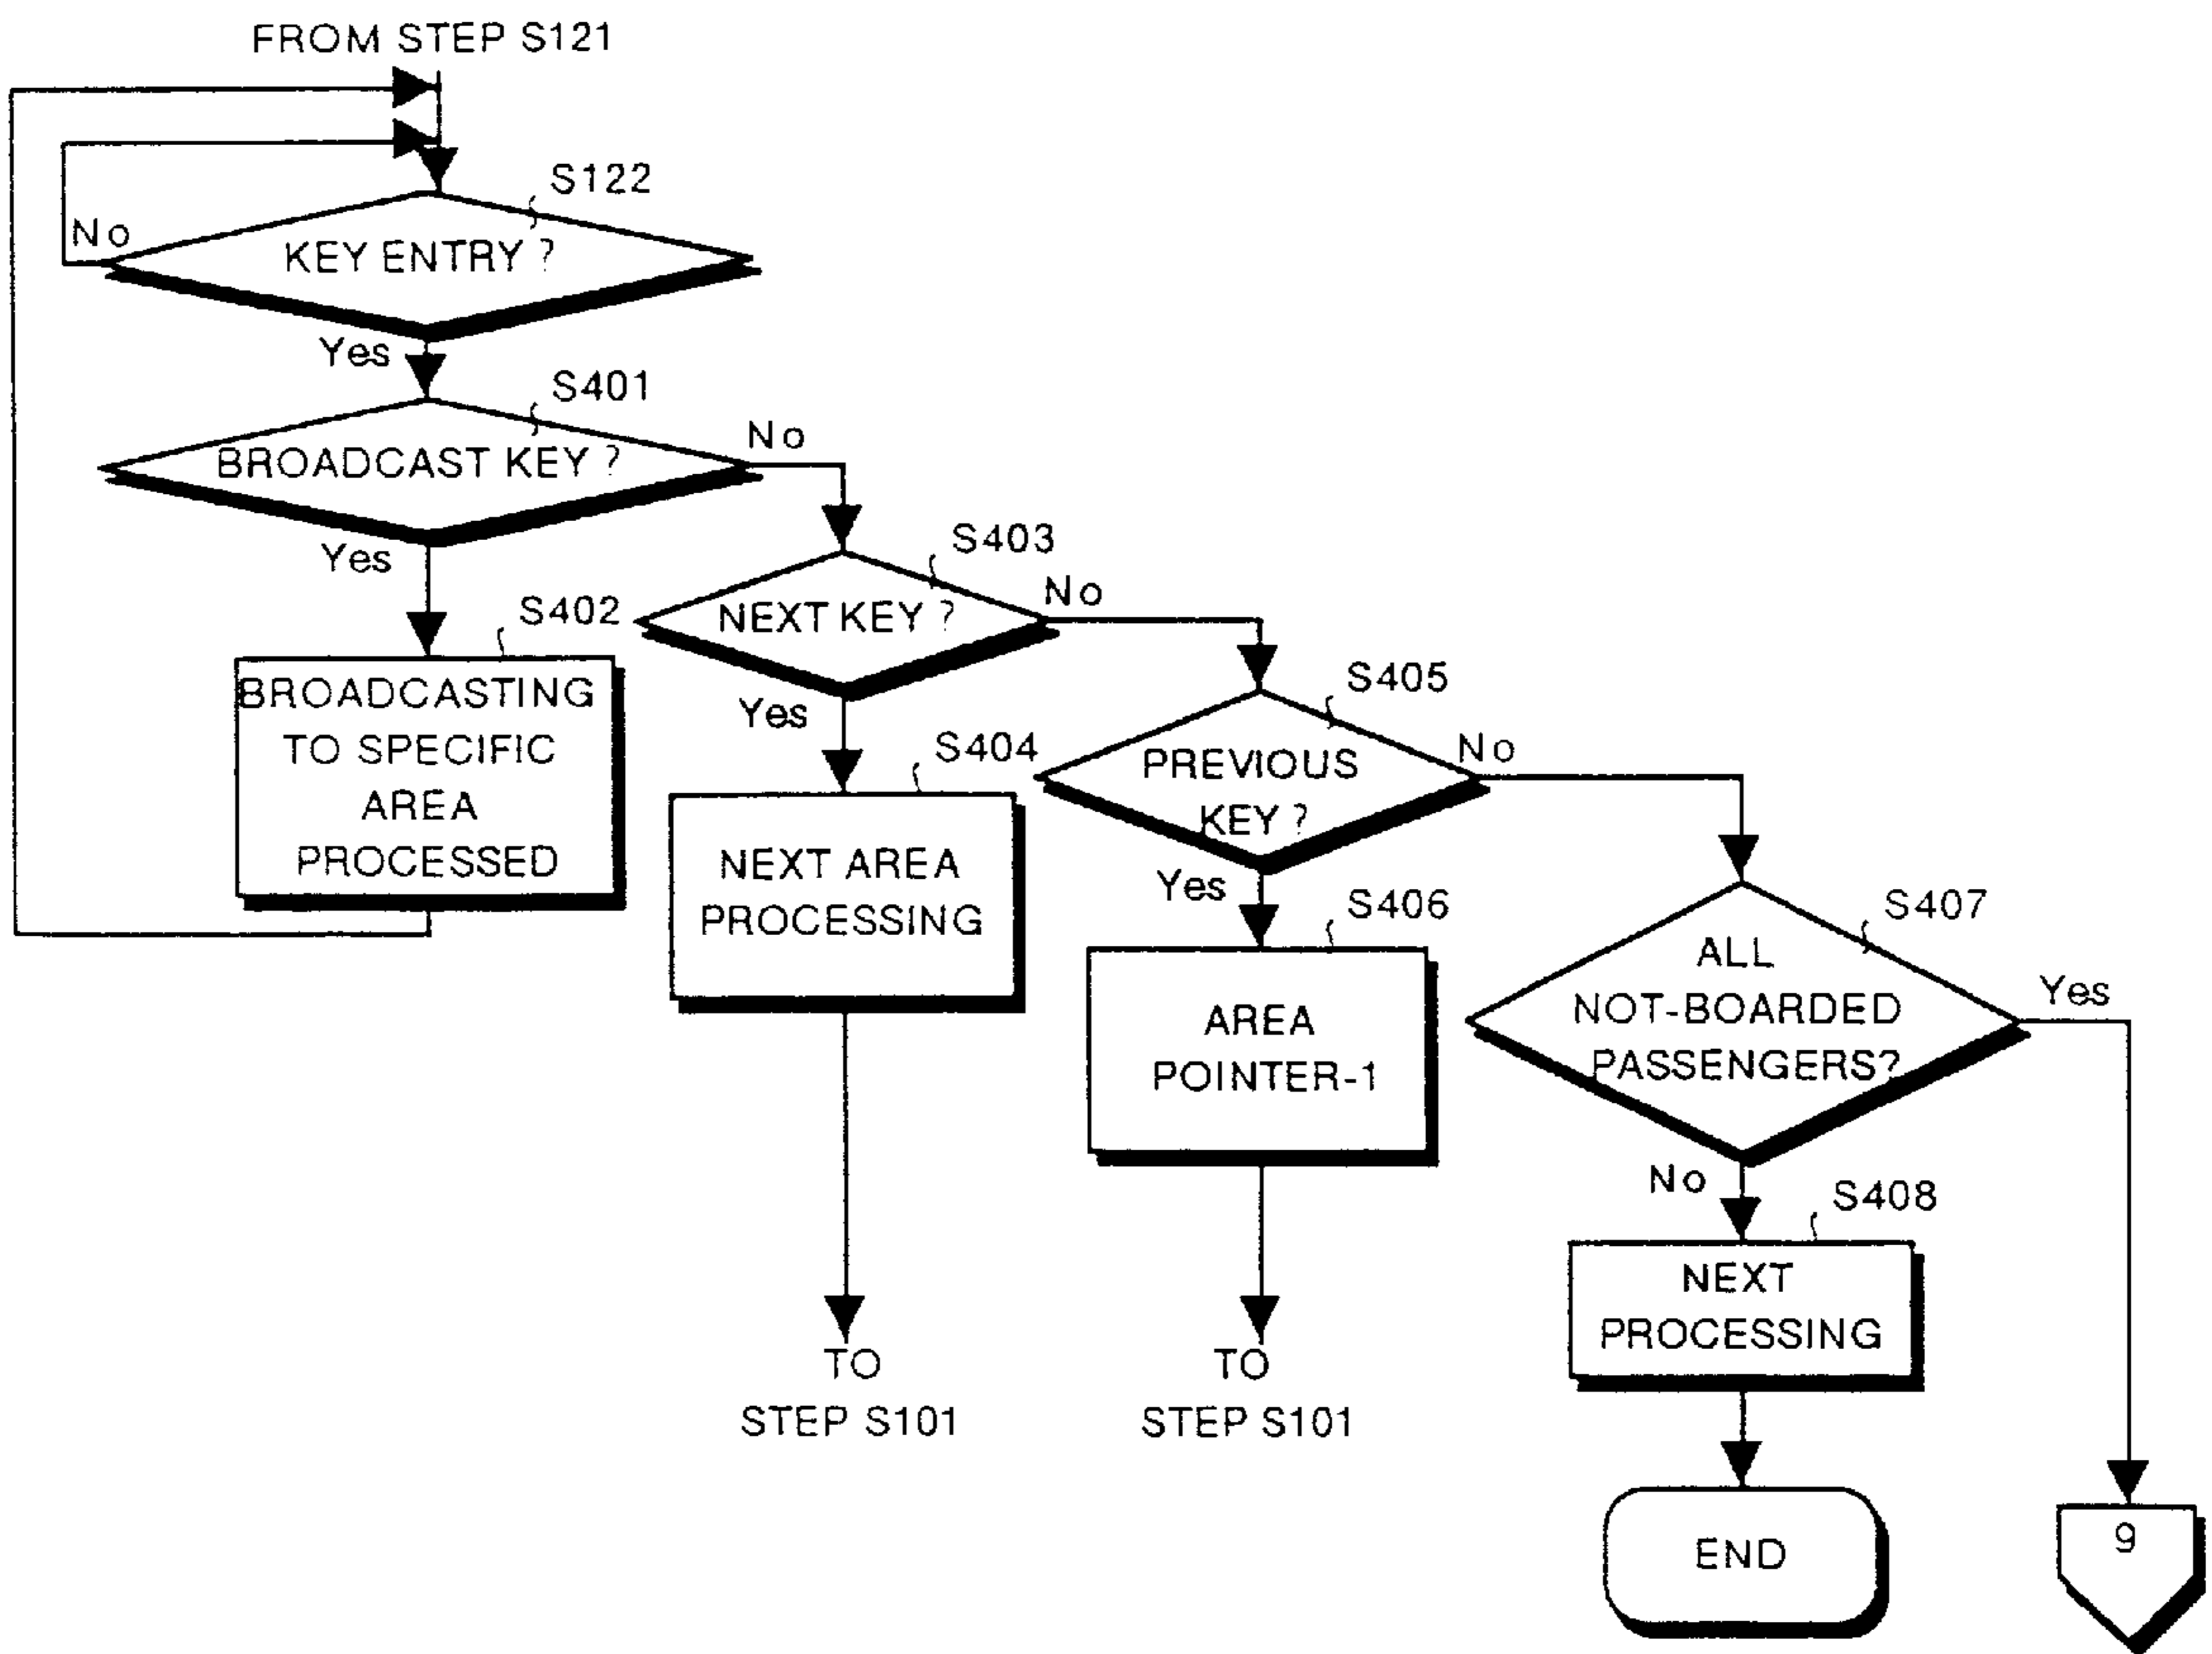 FROM STEP S121
S122
No
KEY ENTRY ?
Yes
S401
No
BROADCAST KEY ?
Yes
S402
BROADCASTING
TO SPECIFIC
AREA
PROCESSED
S403
No
NEXT KEY ?
Yes
S404
NEXT AREA
PROCESSING
TO
STEP S101
S405
No
PREVIOUS
KEY ?
Yes
S406
AREA
POINTER-1
TO
STEP S101
S407
Yes
ALL
NOT-BOARDED
PASSENGERS?
No
S408
NEXT
PROCESSING
END
9